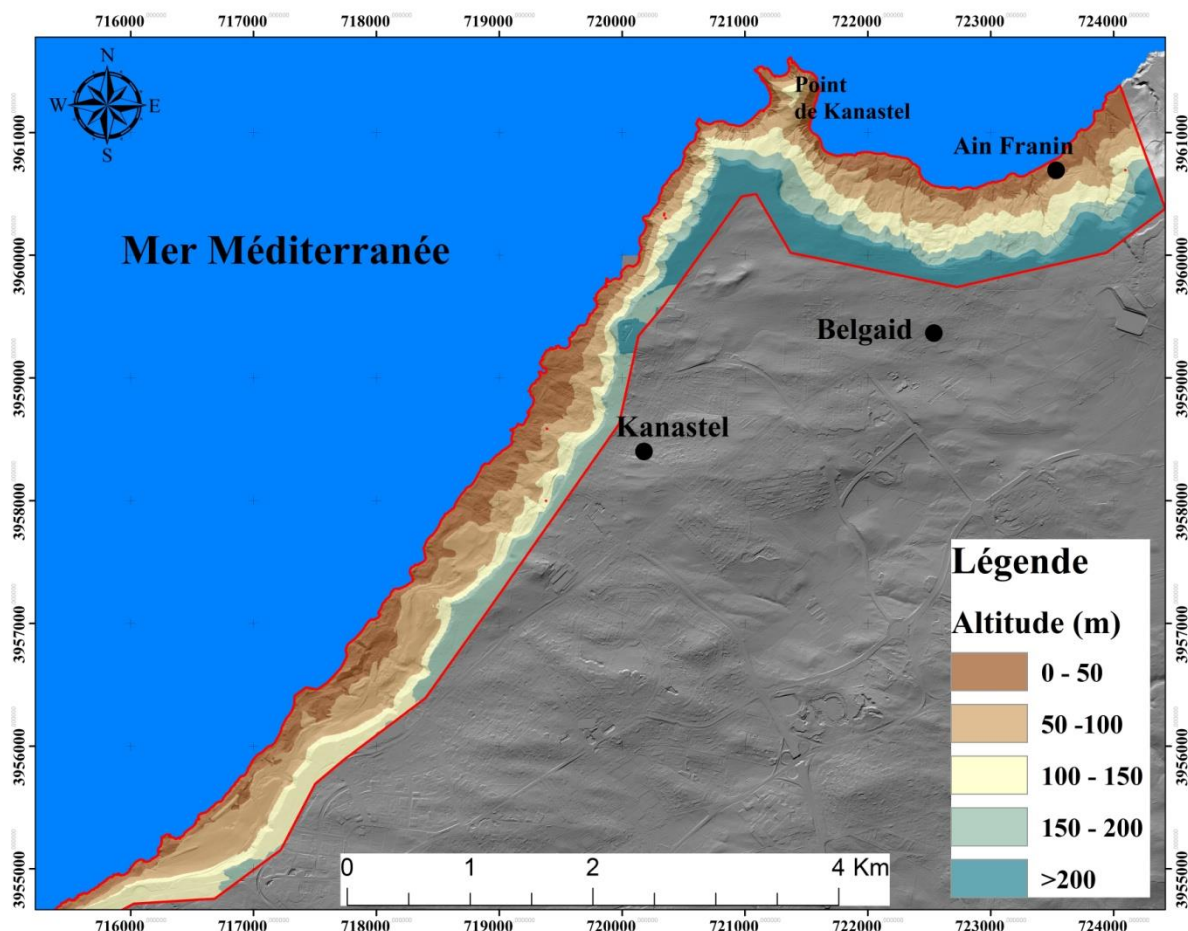 716000 717000 718000 719000 720000 721000 722000 723000 724000
N
W E
S
Point
de Kanastel
Ain Franin
Mer Méditerranée
Belgaid
Kanastel
3961000
3960000
3959000
3958000
3957000
3956000
3955000
3961000
3960000
3959000
3958000
3957000
3956000
3955000
Légende
Altitude (m)
0 - 50
50 -100
100 - 150
150 - 200
>200
0 1 2 4 Km
716000 717000 718000 719000 720000 721000 722000 723000 724000